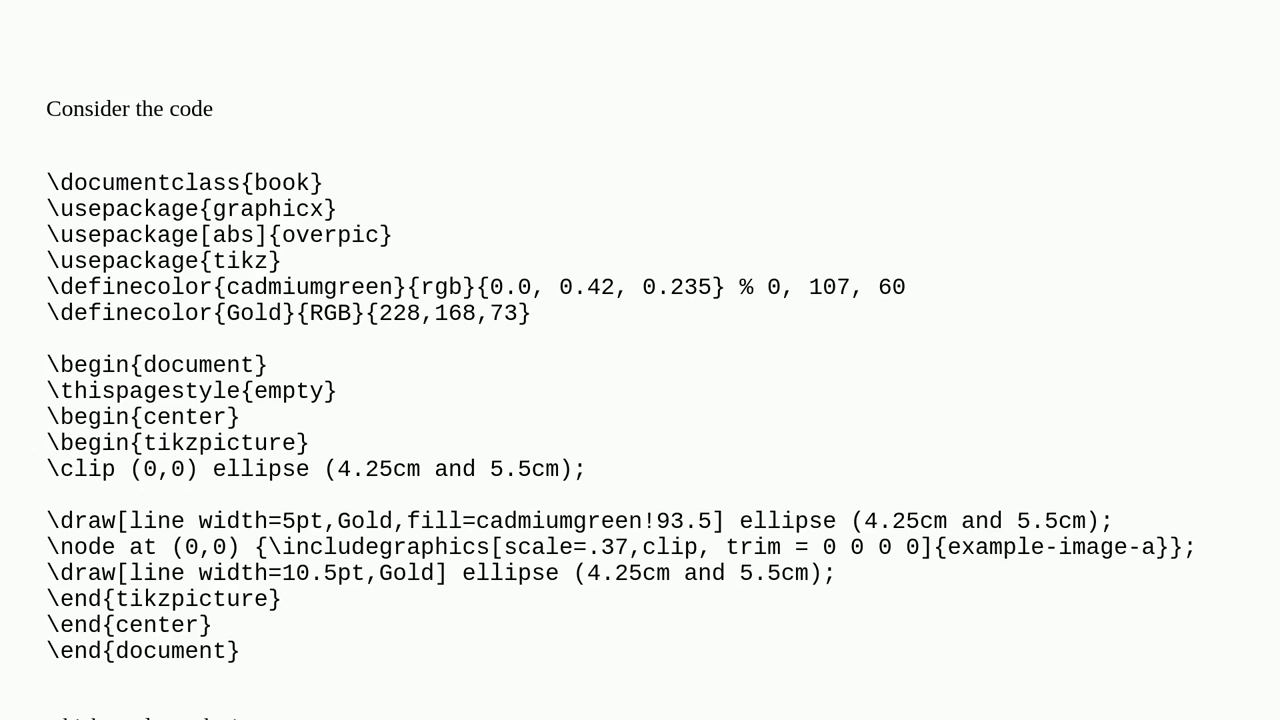 Consider the code
\documentclass{book}
\usepackage{graphicx}
\usepackage[abs]{overpic}
\usepackage{tikz}
\definecolor{cadmiumgreen}{rgb}{0.0, 0.42, 0.235} % 0, 107, 60
\definecolor{Gold}{RGB}{228,168,73}
\begin{document}
\thispagestyle{empty}
\begin{center}
\begin{tikzpicture}
\clip (0,0) ellipse (4.25cm and 5.5cm);
\draw[line width=5pt,Gold,fill=cadmiumgreen!93.5] ellipse (4.25cm and 5.5cm);
\node at (0,0) {\includegraphics[scale=.37,clip, trim = 0 0 0 0]{example-image-a}};
\draw[line width=10.5pt,Gold] ellipse (4.25cm and 5.5cm);
\end{tikzpicture}
\end{center}
\end{document}